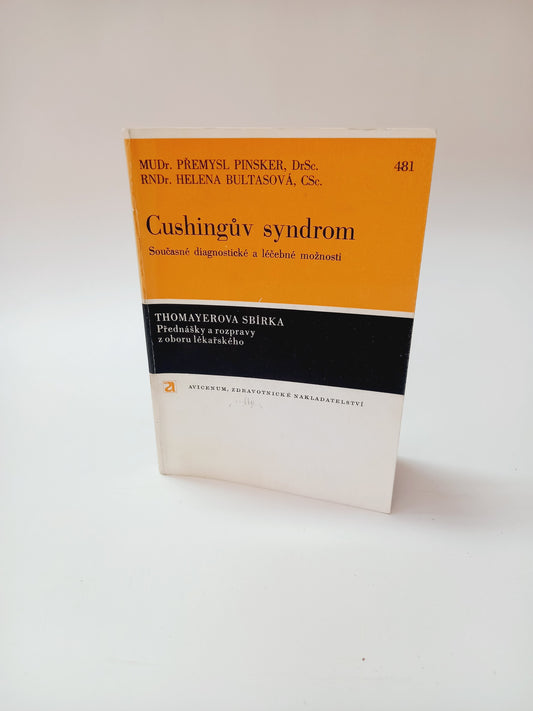 MUDr. PŘEMYSL PINSKER, DrSc. 481
RNDr. HELENA BULTASOVÁ, CSc.
Cushingův syndrom
Současné diagnostické a léčebné možnosti
THOMAYEROVA SBÍRKA
Přednášky a rozpravy
z oboru lékařského
AVICENUM, ZDRAVOTNICKÉ NAKLADATELSTVÍ